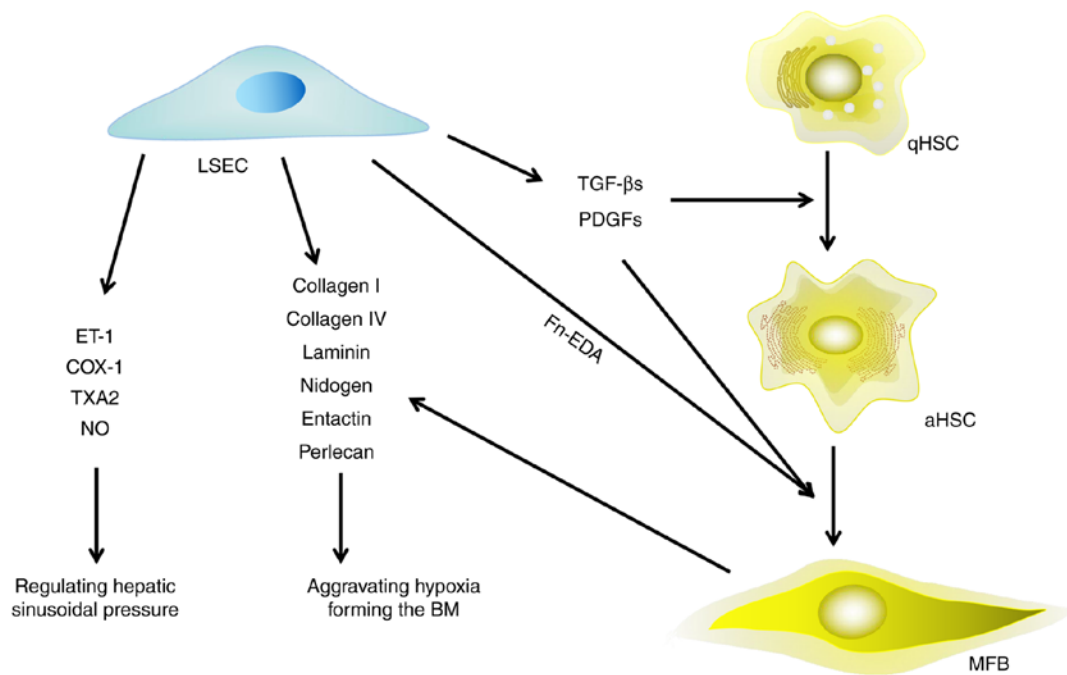 qHSC
LSEC
TGF-βs
PDGFs
Collagen I
Collagen IV
Laminin
Nidogen
Entactin
Perlecan
ET-1
COX-1
TXA2
NO
Fn-EDA
aHSC
Regulating hepatic
sinusoidal pressure
Aggravating hypoxia
forming the BM
MFB